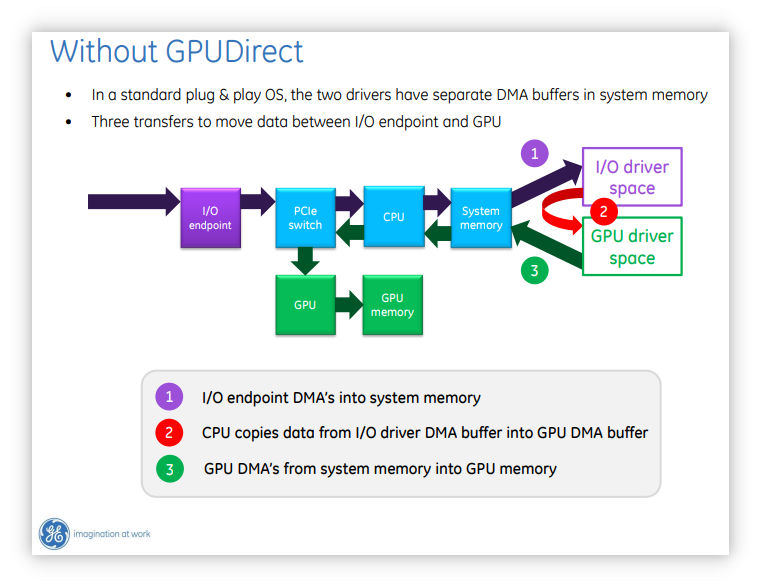 Without GPUDirect
• In a standard plug & play OS, the two drivers have separate DMA buffers in system memory
• Three transfers to move data between I/O endpoint and GPU
1
I/O driver
space
I/O
endpoint
PCIe
switch
CPU
System
memory
2
GPU driver
space
3
GPU
GPU
memory
1 I/O endpoint DMA's into system memory
2 CPU copies data from I/O driver DMA buffer into GPU DMA buffer
3 GPU DMA's from system memory into GPU memory
GE imagination at work